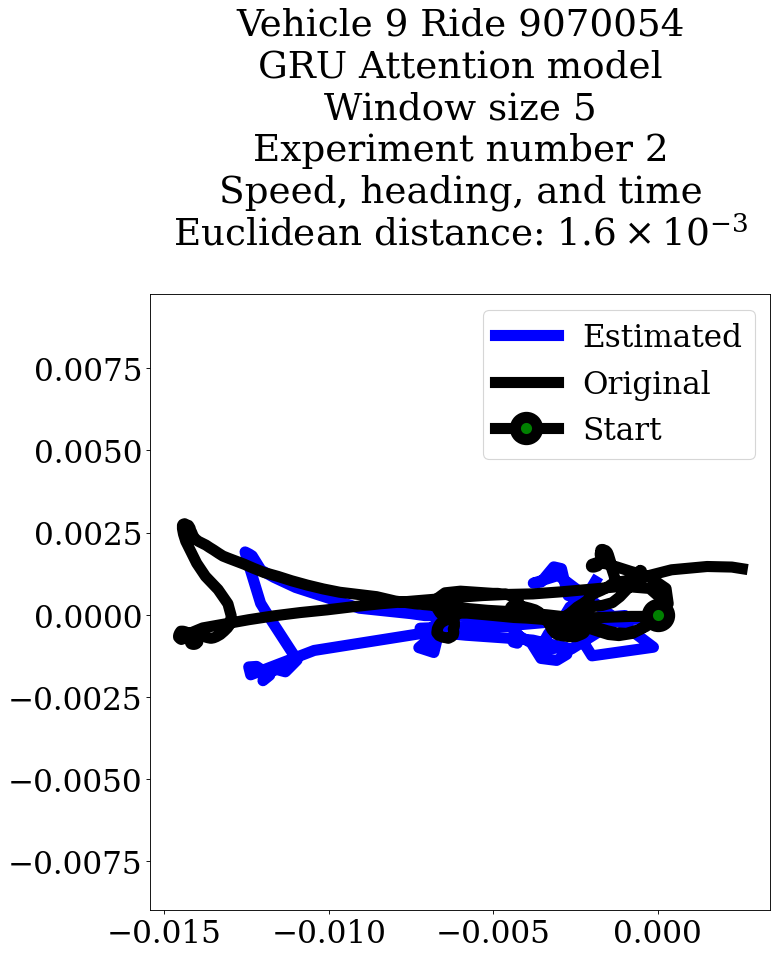 Vehicle 9 Ride 9070054
GRU Attention model
Window size 5
Experiment number 2
Speed, heading, and time
Euclidean distance: 1.6 × 10⁻³
Estimated
Original
Start
0.0075
0.0050
0.0025
0.0000
−0.0025
−0.0050
−0.0075
−0.015 −0.010 −0.005 0.000